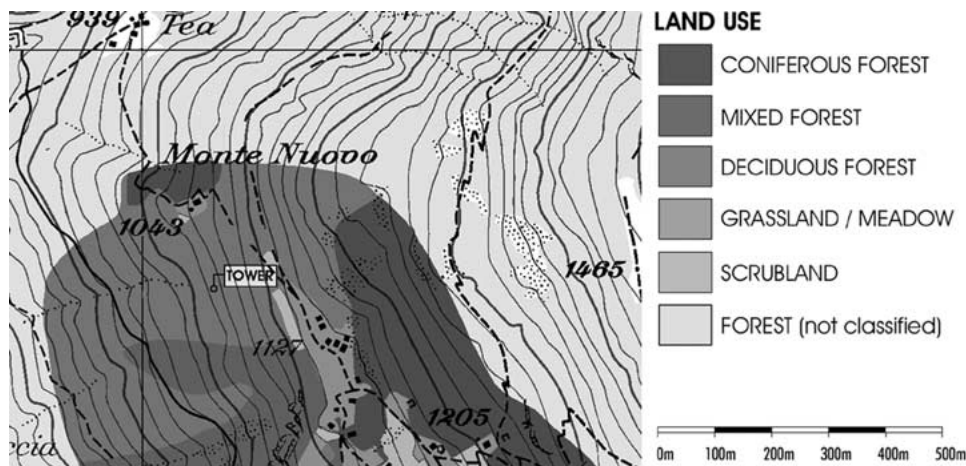 939
Tea
Monte Nuovo
1043
TOWER
1465
1127
1205
ccia
LAND USE
CONIFEROUS FOREST
MIXED FOREST
DECIDUOUS FOREST
GRASSLAND / MEADOW
SCRUBLAND
FOREST (not classified)
0m 100m 200m 300m 400m 500m